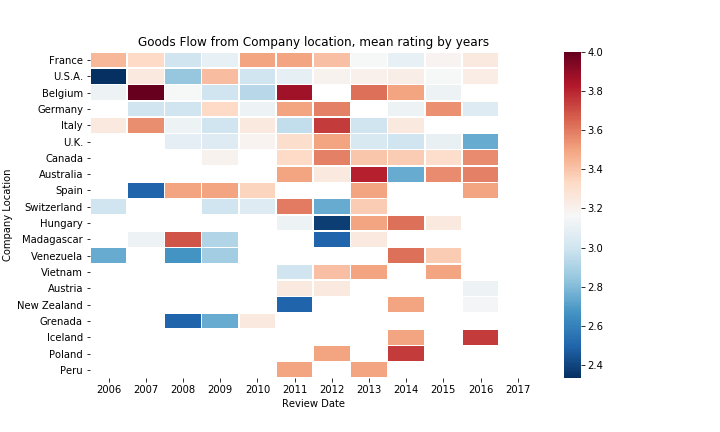 Goods Flow from Company location, mean rating by years
Company Location
France
U.S.A.
Belgium
Germany
Italy
U.K.
Canada
Australia
Spain
Switzerland
Hungary
Madagascar
Venezuela
Vietnam
Austria
New Zealand
Grenada
Iceland
Poland
Peru
2006 2007 2008 2009 2010 2011 2012 2013 2014 2015 2016 2017
Review Date
4.0
3.8
3.6
3.4
3.2
3.0
2.8
2.6
2.4